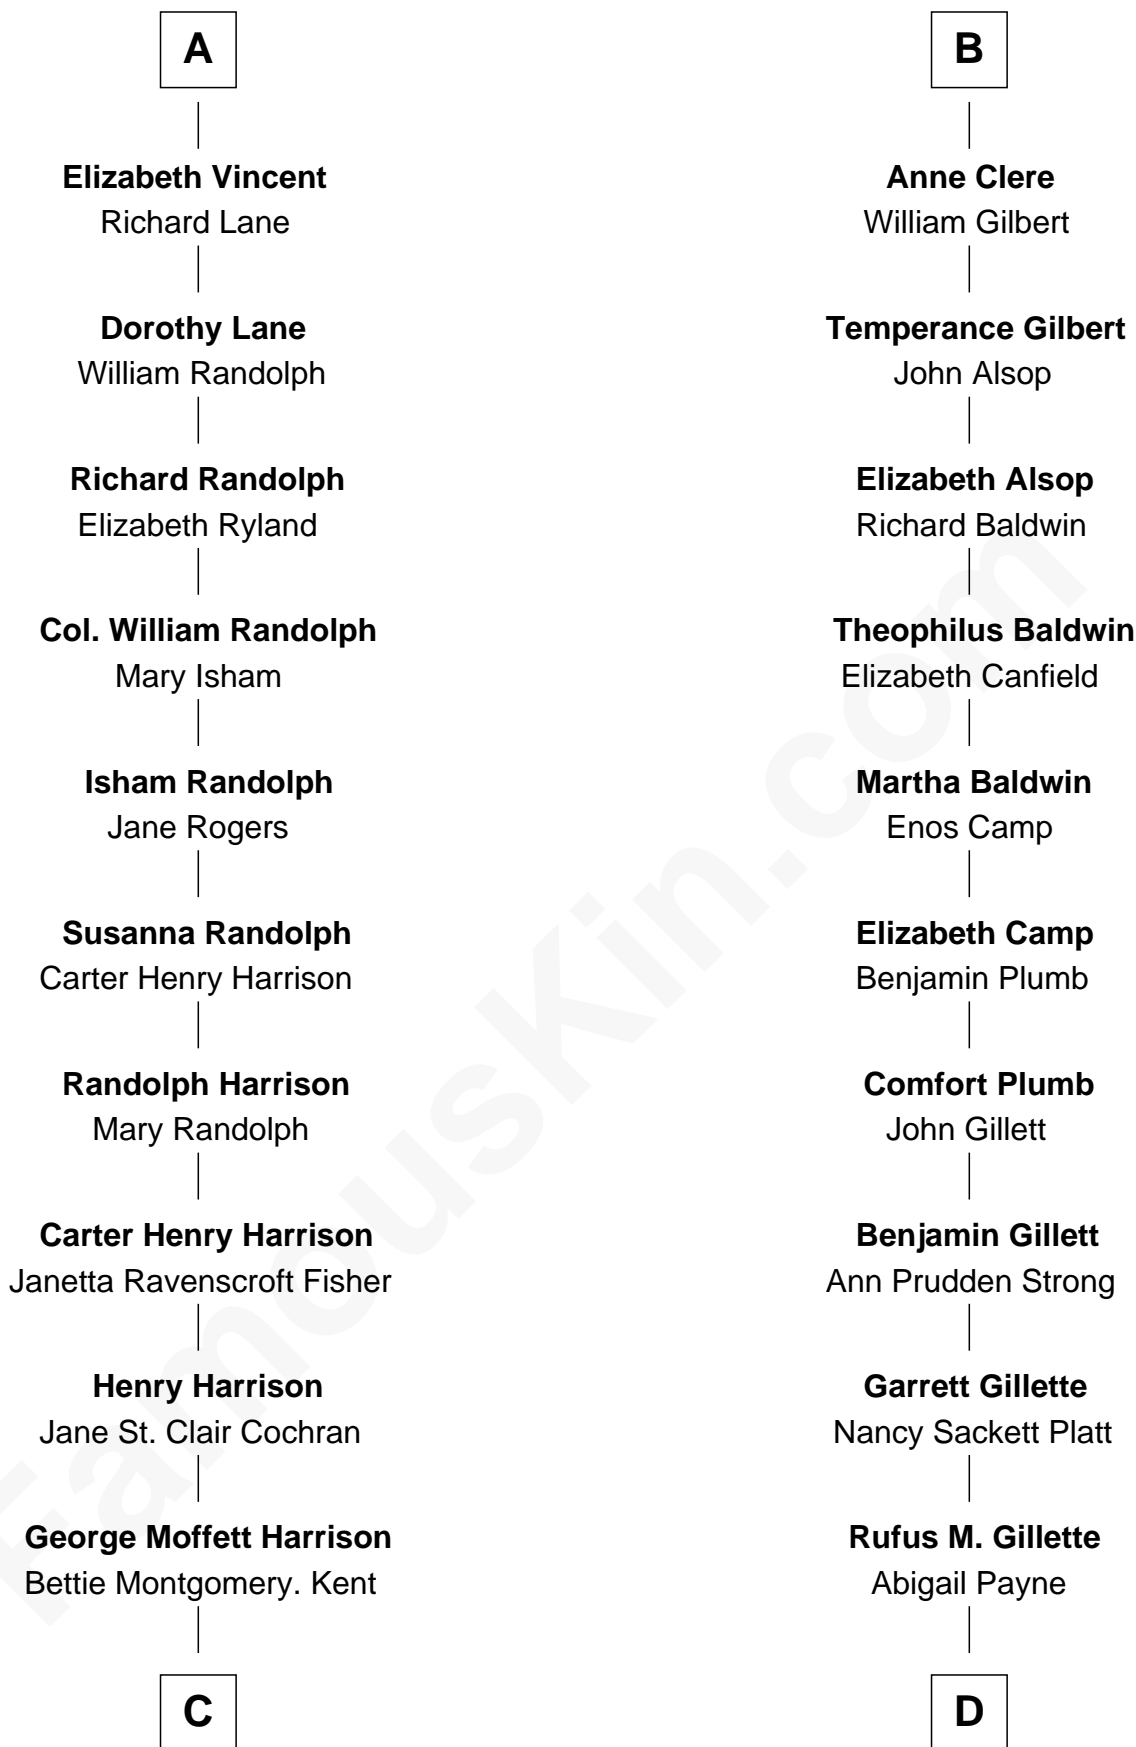 A
Elizabeth Vincent
Richard Lane
Dorothy Lane
William Randolph
Richard Randolph
Elizabeth Ryland
Col. William Randolph
Mary Isham
Isham Randolph
Jane Rogers
Susanna Randolph
Carter Henry Harrison
Randolph Harrison
Mary Randolph
Carter Henry Harrison
Janetta Ravenscroft Fisher
Henry Harrison
Jane St. Clair Cochran
George Moffett Harrison
Bettie Montgomery. Kent
C
B
Anne Clere
William Gilbert
Temperance Gilbert
John Alsop
Elizabeth Alsop
Richard Baldwin
Theophilus Baldwin
Elizabeth Canfield
Martha Baldwin
Enos Camp
Elizabeth Camp
Benjamin Plumb
Comfort Plumb
John Gillett
Benjamin Gillett
Ann Prudden Strong
Garrett Gillette
Nancy Sackett Platt
Rufus M. Gillette
Abigail Payne
D
FamousKin.com